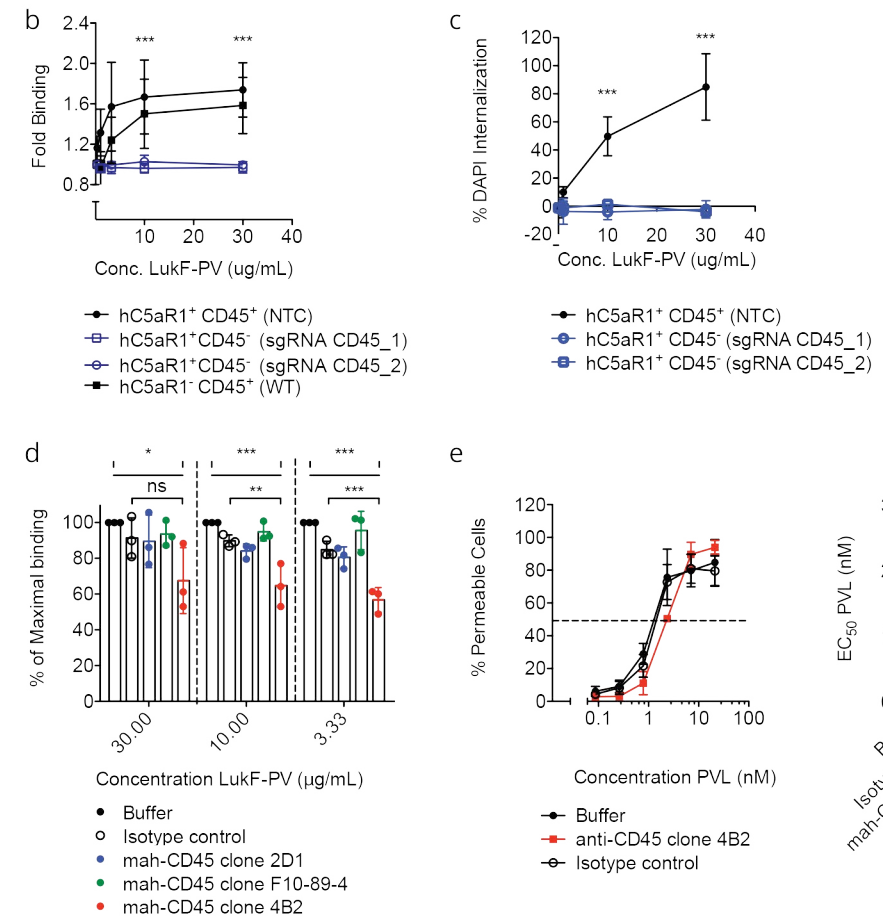 b
2.4
2.0
1.6
1.2
0.8
Fold Binding
***
***
10
20
30
40
Conc. LukF-PV (ug/mL)
hC5aR1+ CD45+ (NTC)
hC5aR1+CD45- (sgRNA CD45_1)
hC5aR1+CD45- (sgRNA CD45_2)
hC5aR1- CD45+ (WT)
c
120
100
80
60
40
20
0
-20
% DAPI Internalization
***
***
10
20
30
40
Conc. LukF-PV (ug/mL)
hC5aR1+ CD45+ (NTC)
hC5aR1+ CD45- (sgRNA CD45_1)
hC5aR1+ CD45- (sgRNA CD45_2)
d
*
***
***
ns
**
***
100
80
60
40
20
0
% of Maximal binding
30.00
10.00
3.33
Concentration LukF-PV (µg/mL)
Buffer
Isotype control
mah-CD45 clone 2D1
mah-CD45 clone F10-89-4
mah-CD45 clone 4B2
e
120
100
80
60
40
20
0
% Permeable Cells
0.1
1
10
100
Concentration PVL (nM)
Buffer
anti-CD45 clone 4B2
Isotype control
EC50 PVL (nM)